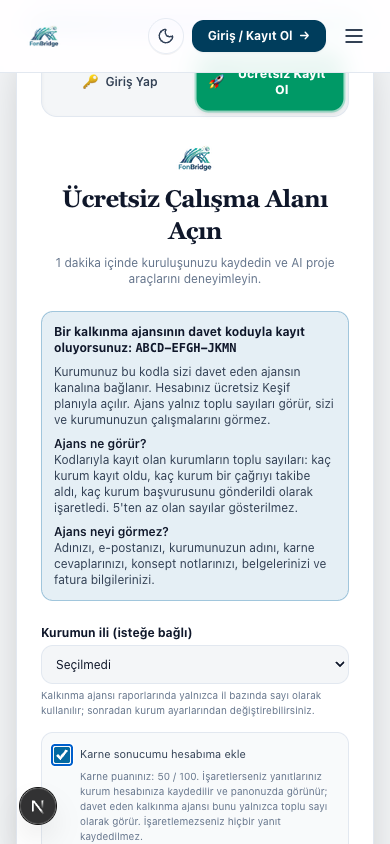 FonBridge
Giriş / Kayıt Ol →
🔑 Giriş Yap
🚀 Ücretsiz Kayıt
Ol
FonBridge
Ücretsiz Çalışma Alanı
Açın
1 dakika içinde kuruluşunuzu kaydedin ve AI proje
araçlarını deneyimleyin.
Bir kalkınma ajansının davet koduyla kayıt
oluyorsunuz: ABCD-EFGH-JKMN
Kurumunuz bu kodla sizi davet eden ajansın
kanalına bağlanır. Hesabınız ücretsiz Keşif
planıyla açılır. Ajans yalnız toplu sayıları görür, sizi
ve kurumunuzun çalışmalarını görmez.
Ajans ne görür?
Kodlarıyla kayıt olan kurumların toplu sayıları: kaç
kurum kayıt oldu, kaç kurum bir çağrıyı takibe
aldı, kaç kurum başvurusunu gönderildi olarak
işaretledi. 5'ten az olan sayılar gösterilmez.
Ajans neyi görmez?
Adınızı, e-postanızı, kurumunuzun adını, karne
cevaplarınızı, konsept notlarınızı, belgelerinizi ve
fatura bilgilerinizi.
Kurumun ili (isteğe bağlı)
Seçilmedi
Kalkınma ajansı raporlarında yalnızca il bazında sayı olarak
kullanılır; sonradan kurum ayarlarından değiştirebilirsiniz.
Karne sonucumu hesabıma ekle
Karne puanınız: 50 / 100. İşaretlerseniz yanıtlarınız
kurum hesabınıza kaydedilir ve panonuzda görünür;
davet eden kalkınma ajansı bunu yalnızca toplu sayı
olarak görür. İşaretlemezseniz hiçbir yanıt
kaydedilmez.
N